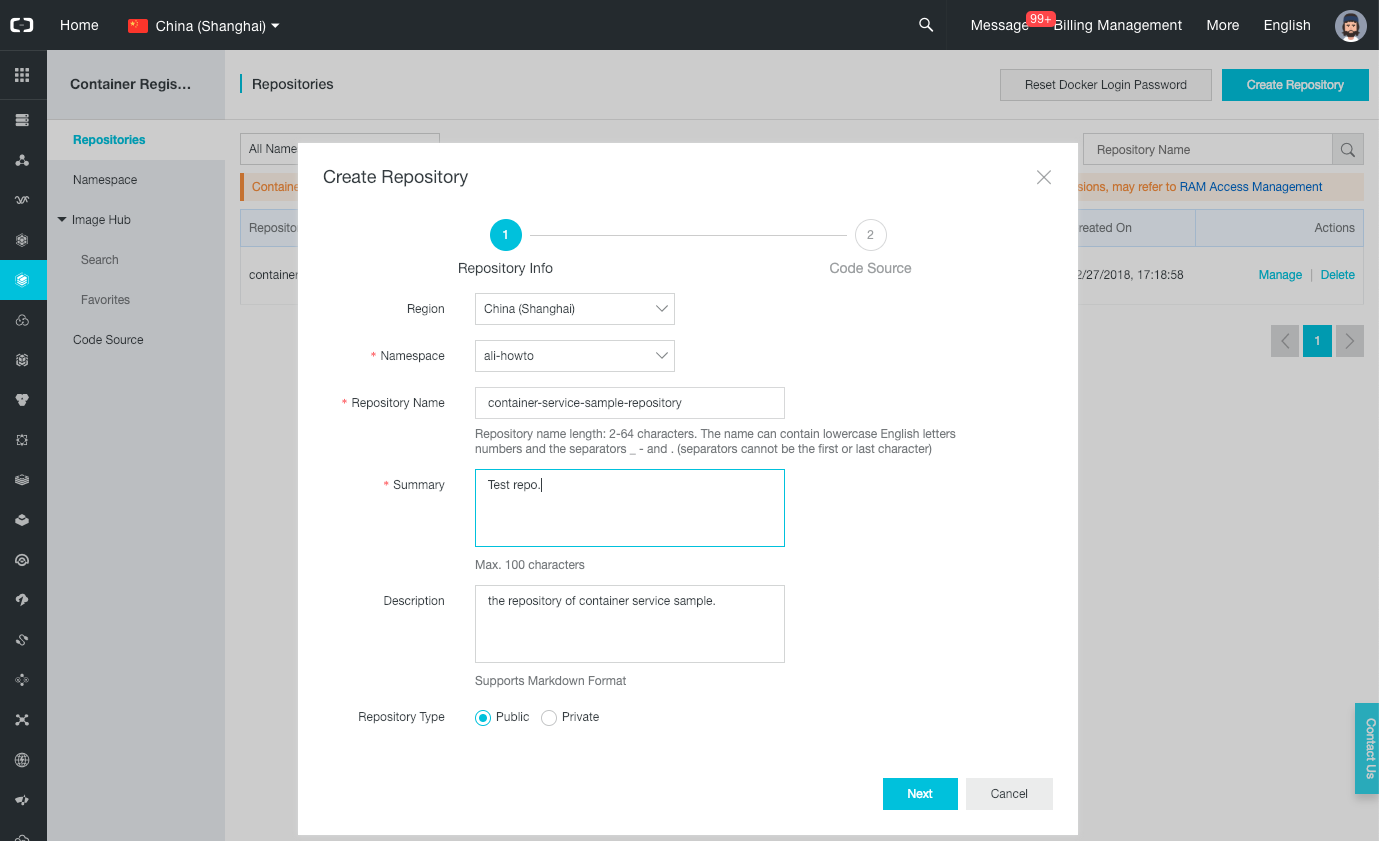 Home
China (Shanghai)
Message
99+
Billing Management
More
English
Container Regis...
Repositories
Reset Docker Login Password
Create Repository
Repositories
Namespace
Image Hub
Search
Favorites
Code Source
All Name
Repository Name
Containe
sions, may refer to RAM Access Management
Reposito
reated On
Actions
container
2/27/2018, 17:18:58
Manage | Delete
1
Create Repository
1
2
Repository Info
Code Source
Region
China (Shanghai)
* Namespace
ali-howto
* Repository Name
container-service-sample-repository
Repository name length: 2-64 characters. The name can contain lowercase English letters
numbers and the separators _ - and . (separators cannot be the first or last character)
* Summary
Test repo.
Max. 100 characters
Description
the repository of container service sample.
Supports Markdown Format
Repository Type
Public
Private
Next
Cancel
Contact Us